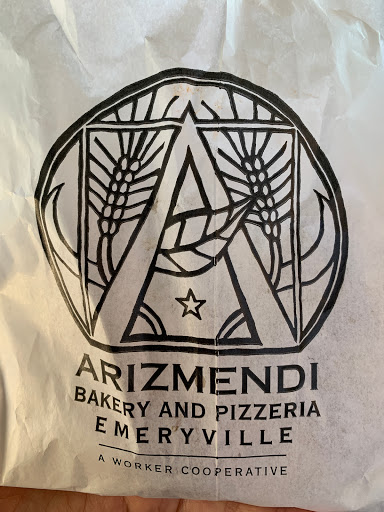 ARIZMENDI
BAKERY AND PIZZERIA
EMERYVILLE
A WORKER COOPERATIVE